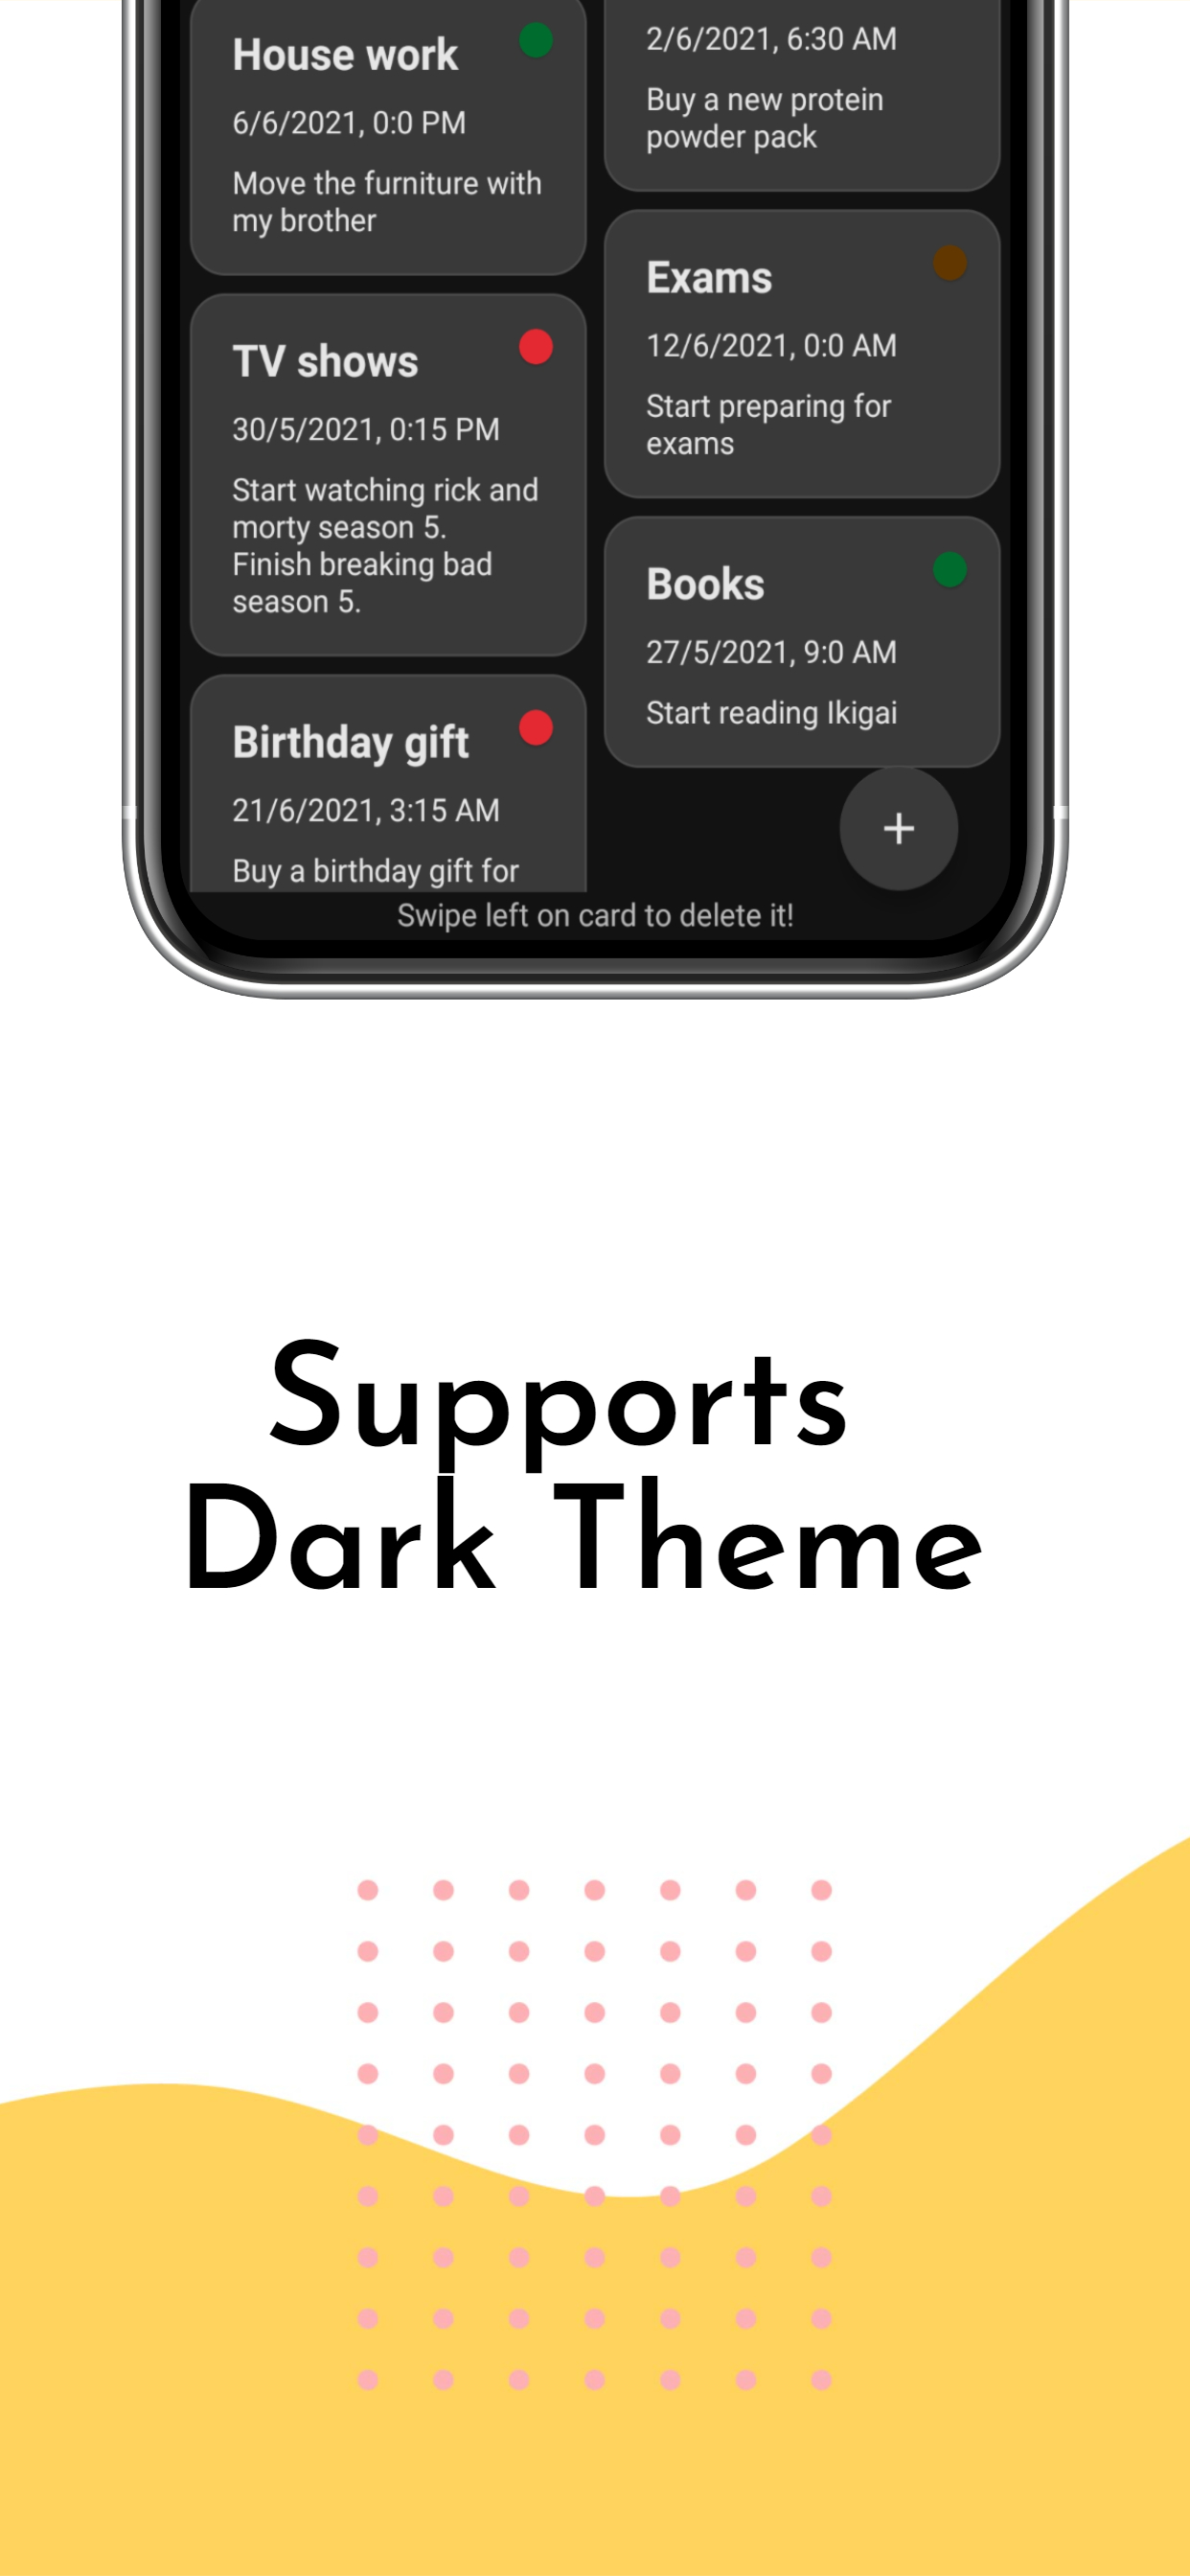 House work
6/6/2021, 0:0 PM
Move the furniture with
my brother
TV shows
30/5/2021, 0:15 PM
Start watching rick and
morty season 5.
Finish breaking bad
season 5.
Birthday gift
21/6/2021, 3:15 AM
Buy a birthday gift for
2/6/2021, 6:30 AM
Buy a new protein
powder pack
Exams
12/6/2021, 0:0 AM
Start preparing for
exams
Books
27/5/2021, 9:0 AM
Start reading Ikigai
+
Swipe left on card to delete it!
Supports
Dark Theme